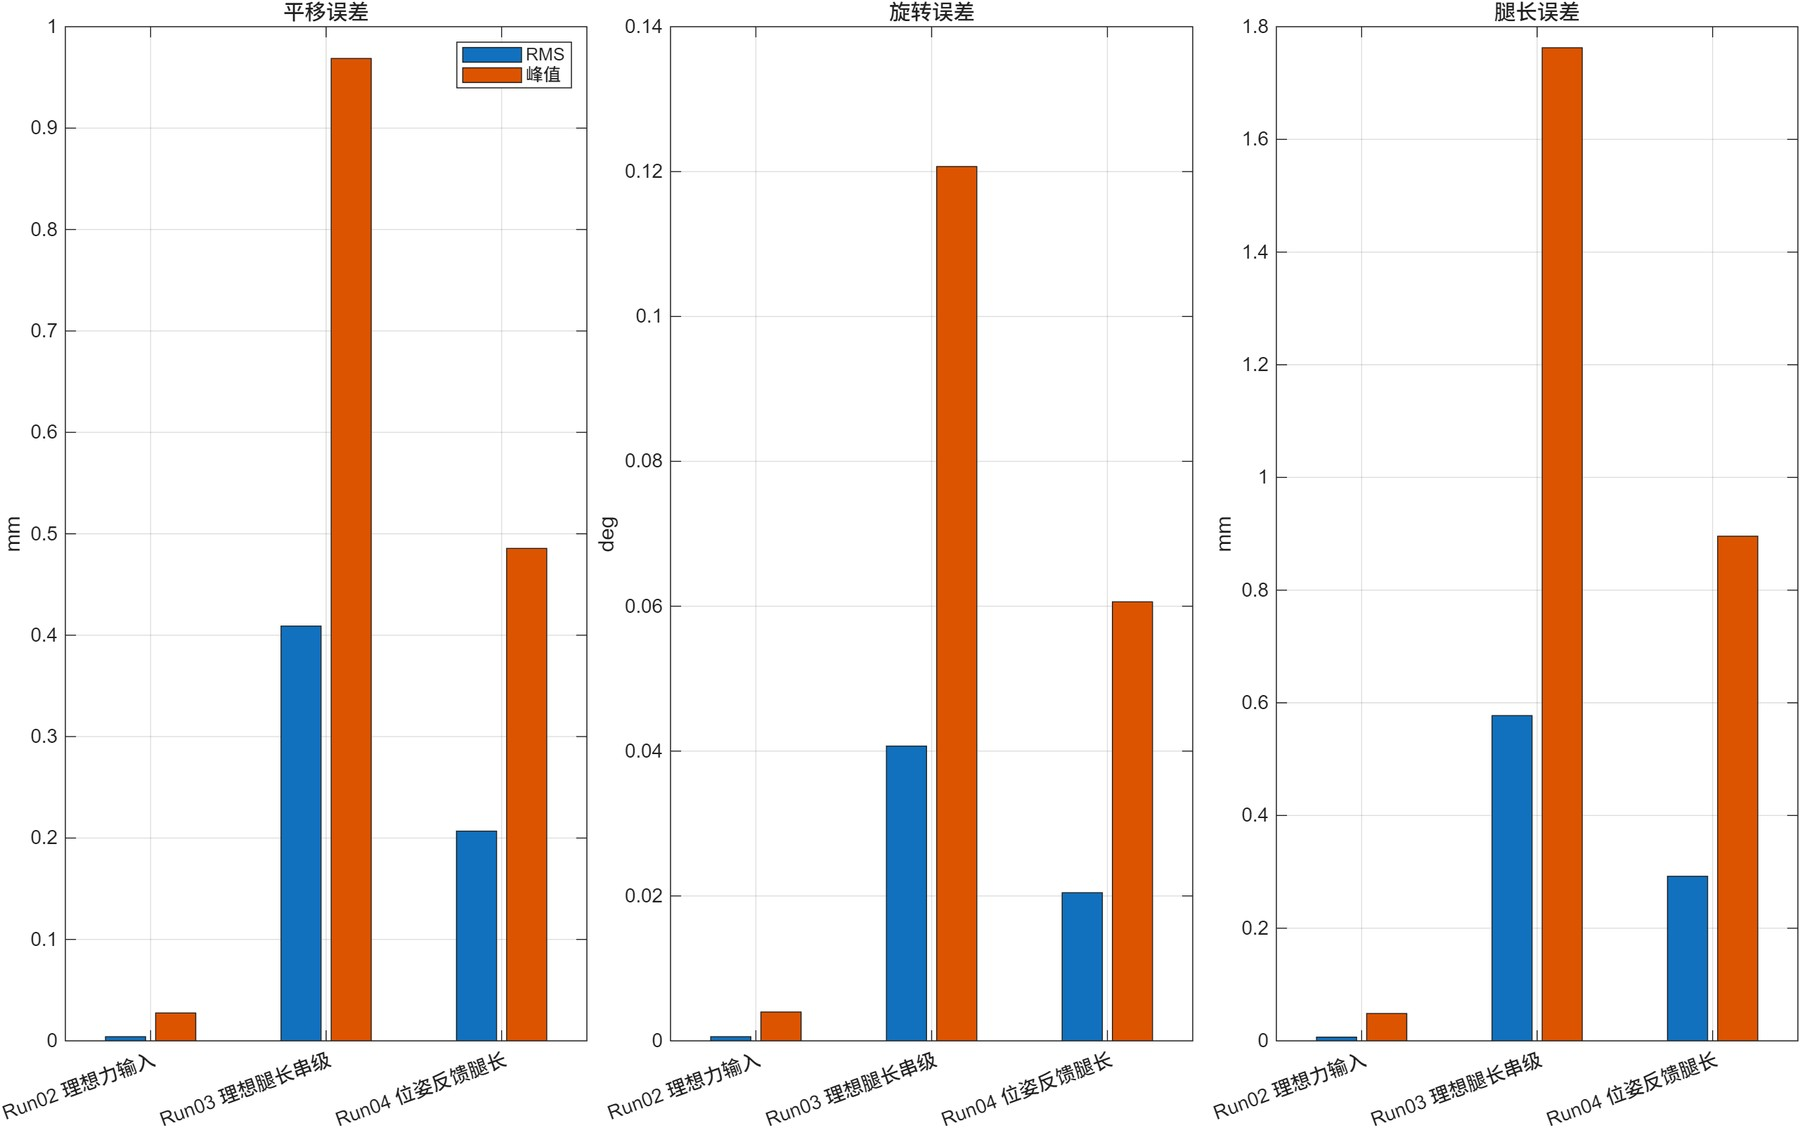 平移误差
1
0.9
0.8
0.7
0.6
0.5
0.4
0.3
0.2
0.1
0
mm
RMS
峰值
Run02 理想力输入
Run03 理想腿长串级
Run04 位姿反馈腿长
旋转误差
0.14
0.12
0.1
0.08
0.06
0.04
0.02
0
deg
Run02 理想力输入
Run03 理想腿长串级
Run04 位姿反馈腿长
腿长误差
1.8
1.6
1.4
1.2
1
0.8
0.6
0.4
0.2
0
mm
Run02 理想力输入
Run03 理想腿长串级
Run04 位姿反馈腿长